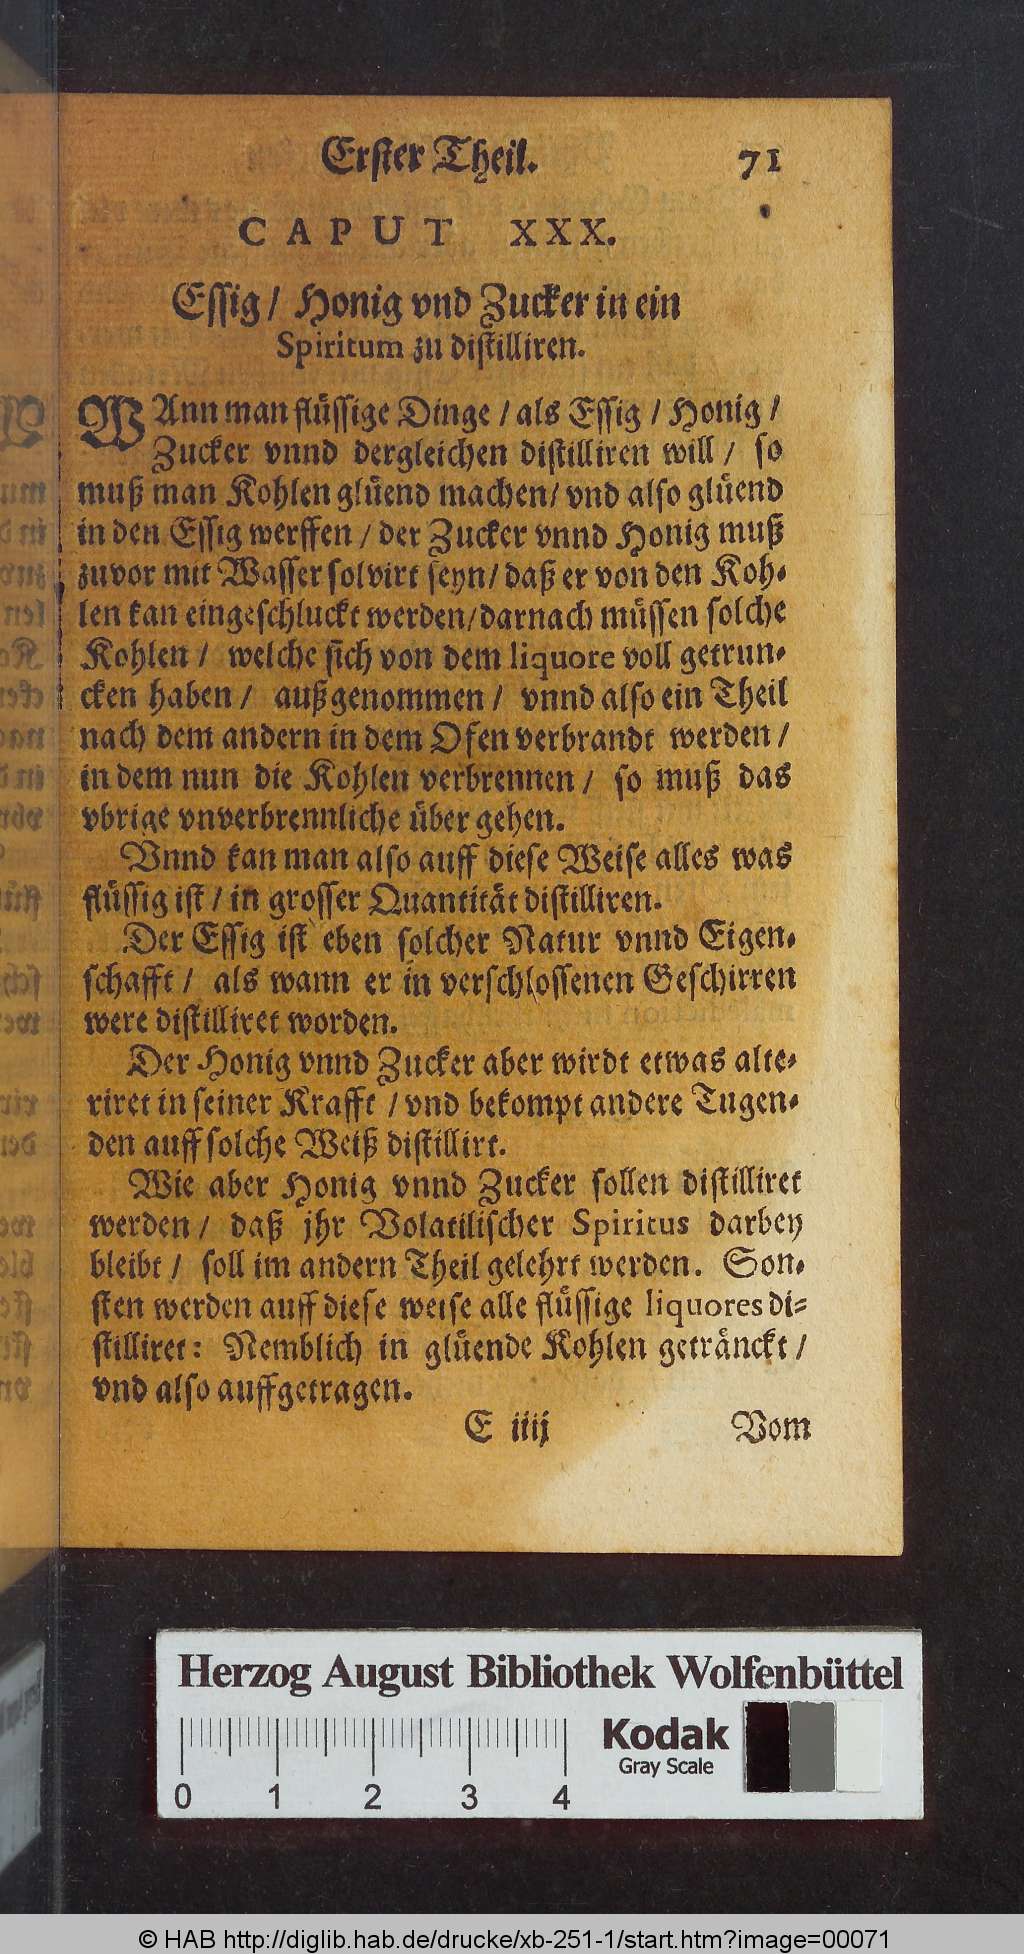 Erster Theil. 71
CAPUT XXX.
Essig / Honig vnd Zucker in ein
Spiritum zu distilliren.
WAnn man flüssige Dinge / als Essig / Honig /
Zucker vnnd dergleichen distilliren will / so
muß man Kohlen glüend machen / vnd also glüend
in den Essig werffen / der Zucker vnnd Honig muß
zuvor mit Wasser solvirt seyn / daß er von den Koh-
len kan eingeschluckt werden / darnach müssen solche
Kohlen / welche sich von dem liquore voll getrun-
cken haben / außgenommen / vnnd also ein Theil
nach dem andern in dem Ofen verbrandt werden /
in dem nun die Kohlen verbrennen / so muß das
vbrige vnverbrennliche über gehen.
Vnnd kan man also auff diese Weise alles was
flüssig ist / in grosser Quantität distilliren.
Der Essig ist eben solcher Natur vnnd Eigen-
schafft / als wann er in verschlossenen Geschirren
were distilliret worden.
Der Honig vnnd Zucker aber wirdt etwas alte-
riret in seiner Krafft / vnd bekompt andere Tugen-
den auff solche Weiß distillirt.
Wie aber Honig vnnd Zucker sollen distilliret
werden / daß jhr Volatilischer Spiritus darbey
bleibt / soll im andern Theil gelehrt werden. Son-
sten werden auff diese weise alle flüssige liquores di-
stilliret: Nemblich in glüende Kohlen geträнckt /
vnd also auffgetragen.
E iiij Vom
Herzog August Bibliothek Wolfenbüttel
0 1 2 3 4
Kodak
Gray Scale
© HAB http://diglib.hab.de/drucke/xb-251-1/start.htm?image=00071